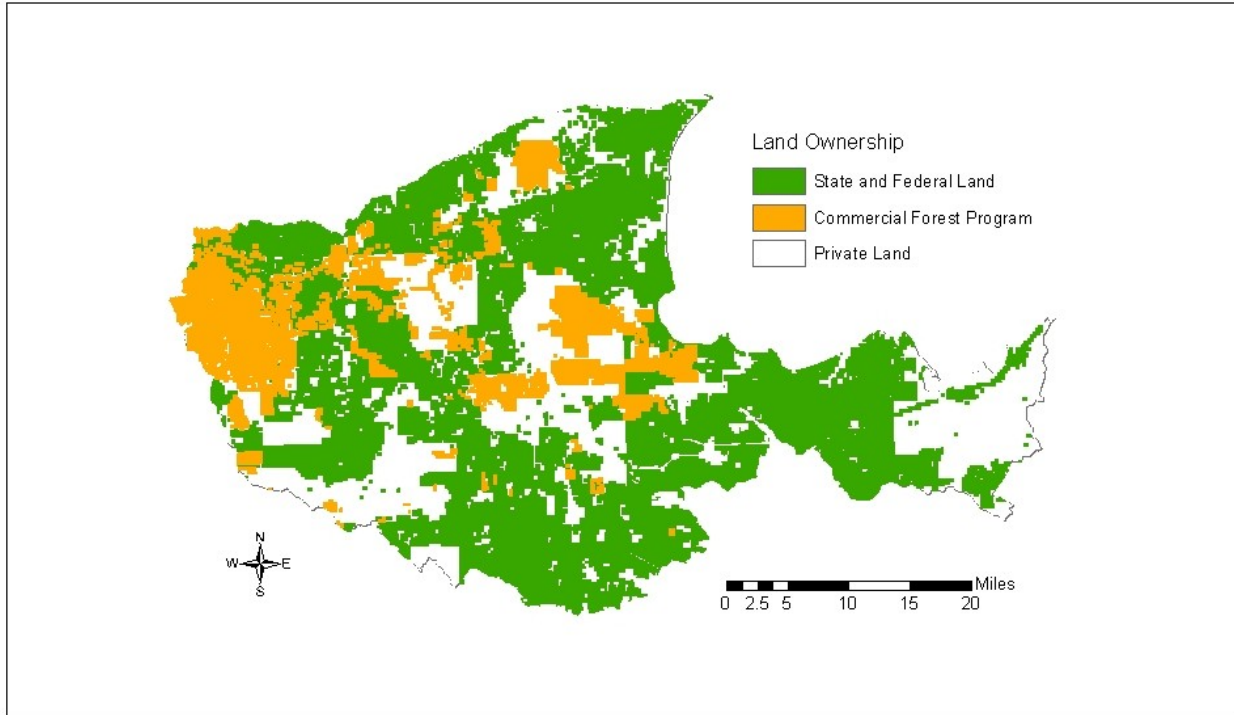 Land Ownership
State and Federal Land
Commercial Forest Program
Private Land
N
W E
S
Miles
0 2.5 5 10 15 20